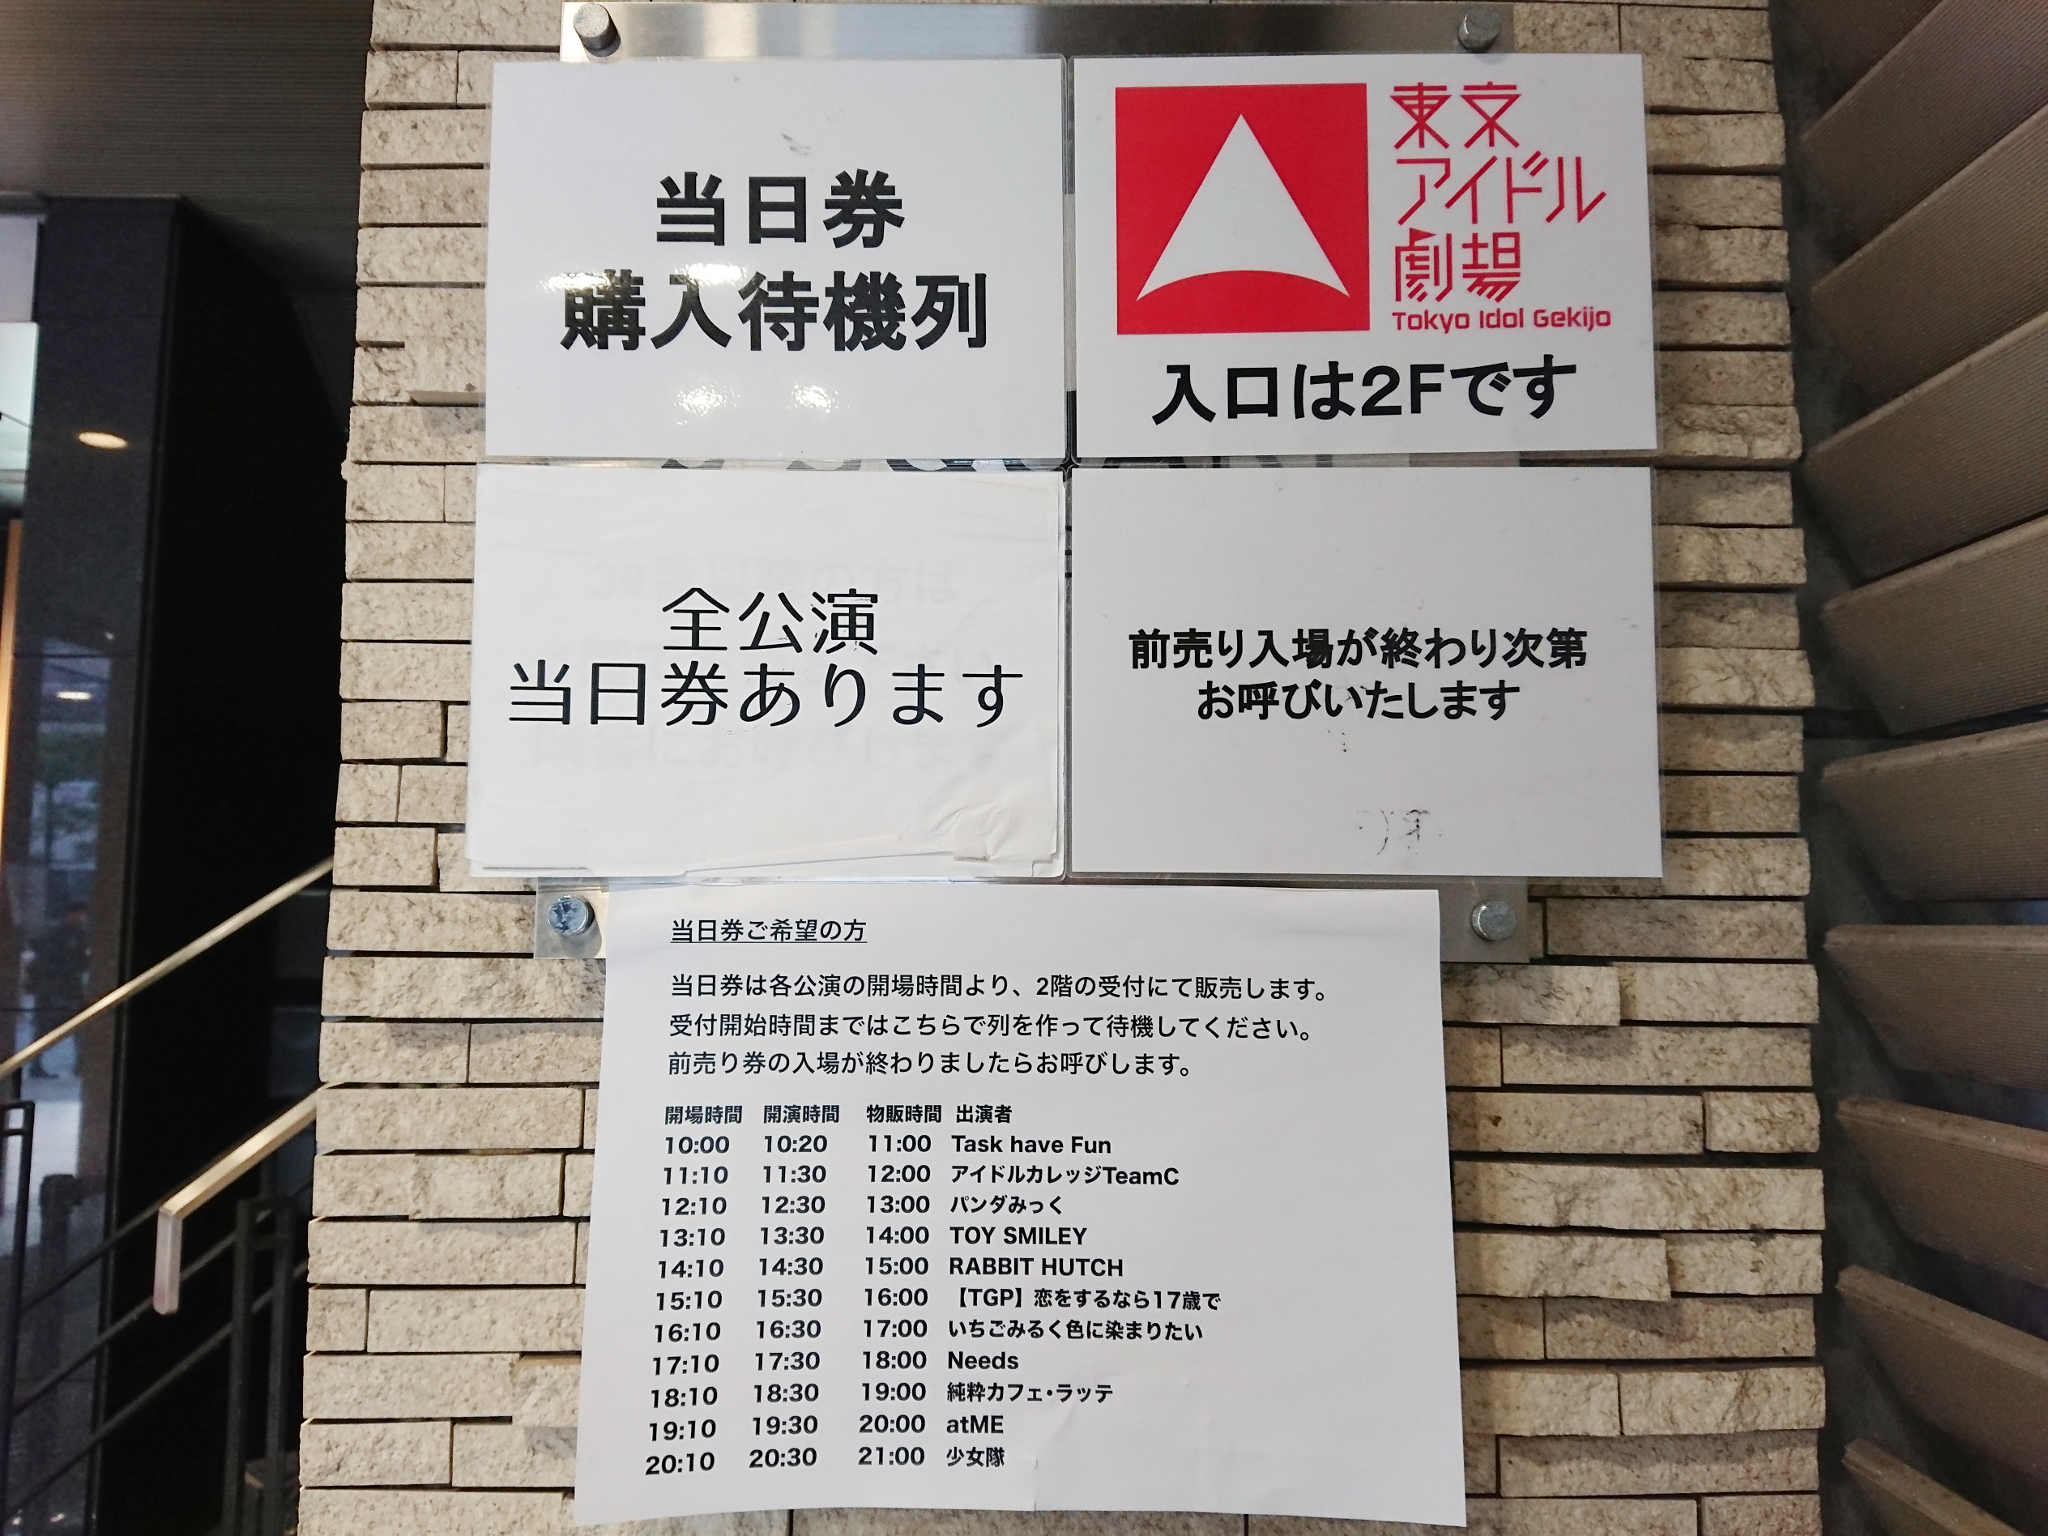 当日券
購入待機列
東京
アイドル
劇場
Tokyo Idol Gekijo
入口は2Fです
全公演
当日券あります
前売り入場が終わり次第
お呼びいたします
当日券ご希望の方
当日券は各公演の開場時間より、2階の受付にて販売します。
受付開始時間まではこちらで列を作って待機してください。
前売り券の入場が終わりましたらお呼びします。
開場時間 開演時間 物販時間 出演者
10:00 10:20 11:00 Task have Fun
11:10 11:30 12:00 アイドルカレッジTeamC
12:10 12:30 13:00 パンダみっく
13:10 13:30 14:00 TOY SMILEY
14:10 14:30 15:00 RABBIT HUTCH
15:10 15:30 16:00 【TGP】恋をするなら17歳で
16:10 16:30 17:00 いちごみるく色に染まりたい
17:10 17:30 18:00 Needs
18:10 18:30 19:00 純粋カフェ・ラッテ
19:10 19:30 20:00 atME
20:10 20:30 21:00 少女隊